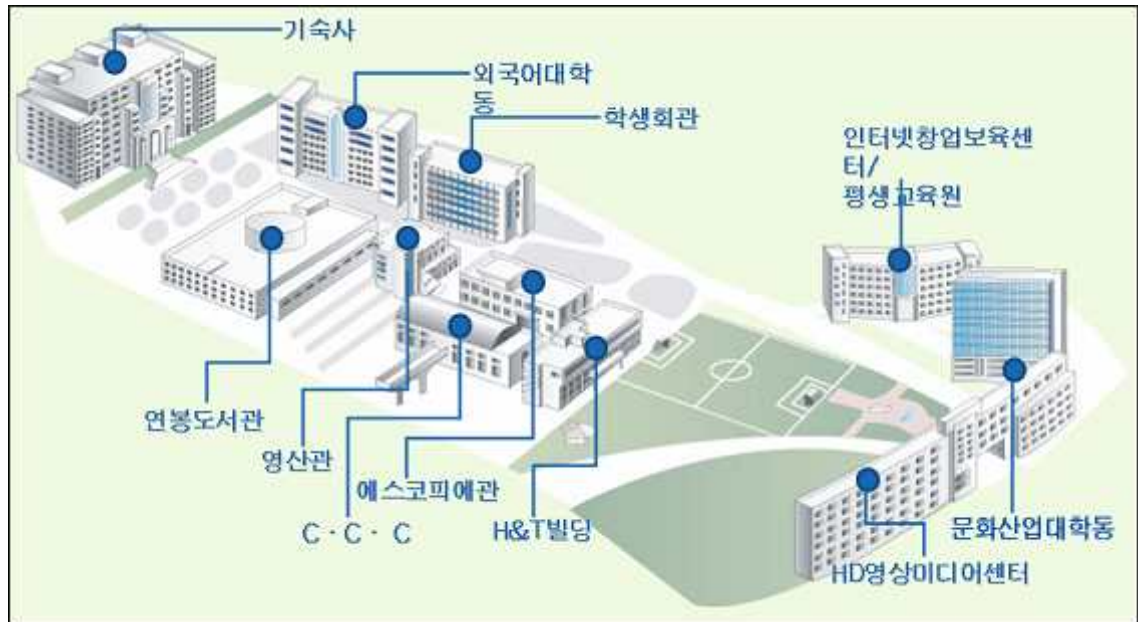 기숙사
외국어대학
동
학생회관
인터넷창업보육센
터/
평생교육원
연봉도서관
영산관
에스코피에관
C · C · C
H&T빌딩
문화산업대학동
HD영상미디어센터